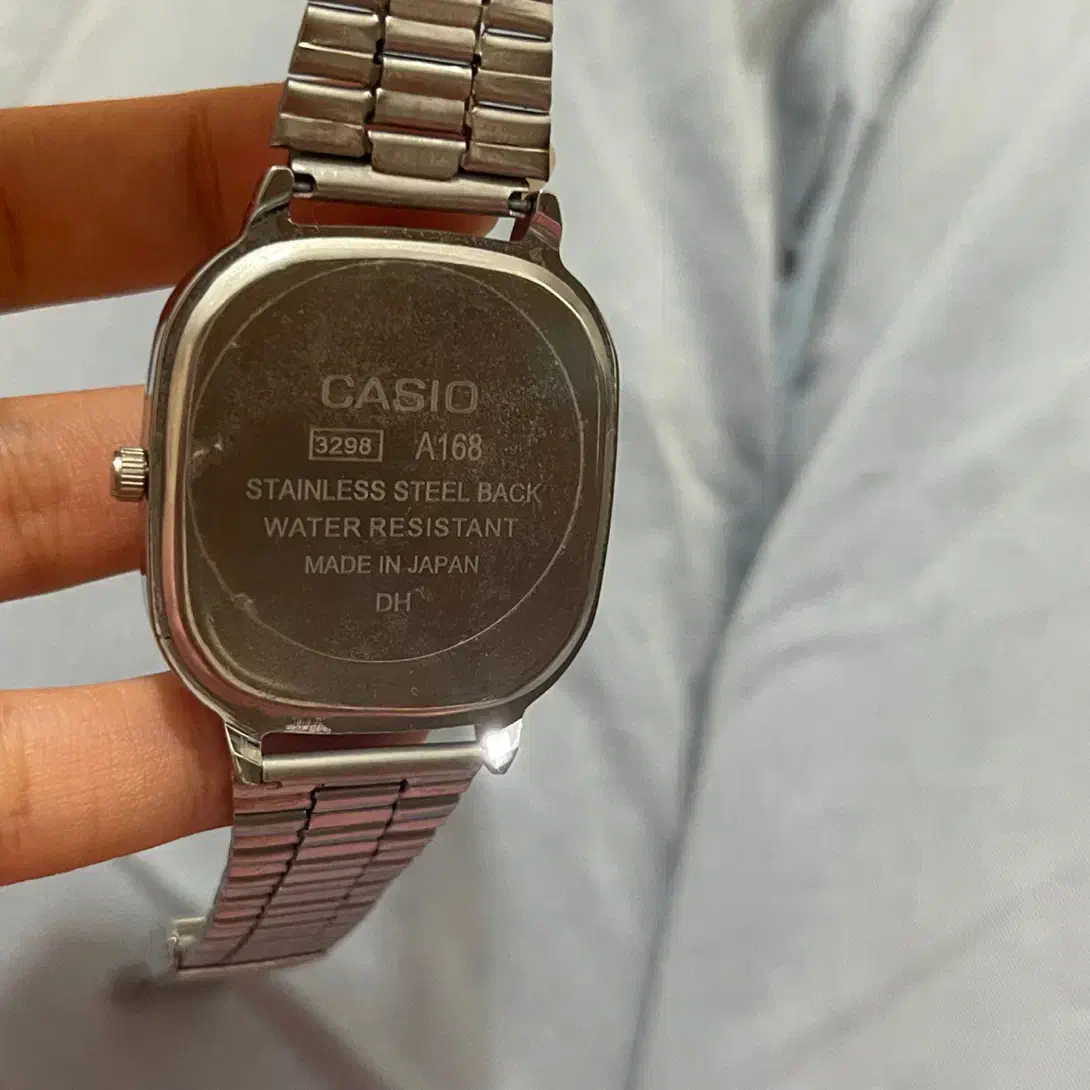 CASIO
3298 A168
STAINLESS STEEL BACK
WATER RESISTANT
MADE IN JAPAN
DH